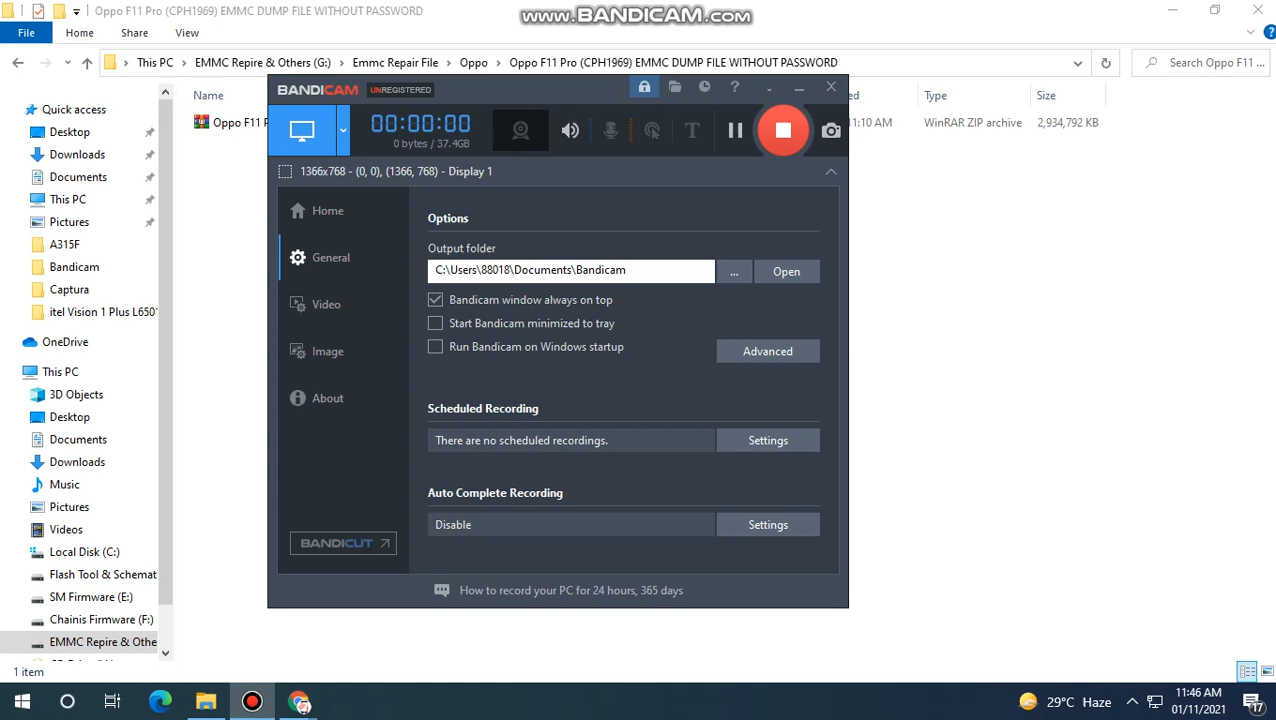 Oppo F11 Pro (CPH1969) EMMC DUMP FILE WITHOUT PASSWORD
www.BANDICAM.com
File Home Share View
This PC EMMC Repire & Others (G:) Emmc Repair File Oppo Oppo F11 Pro (CPH1969) EMMC DUMP FILE WITHOUT PASSWORD
Search Oppo F11 ...
Name Type Size
Oppo F11 11:10 AM WinRAR ZIP archive 2,934,792 KB
Quick access
Desktop
Downloads
Documents
This PC
Pictures
A315F
Bandicam
Captura
itel Vision 1 Plus L650
OneDrive
This PC
3D Objects
Desktop
Documents
Downloads
Music
Pictures
Videos
Local Disk (C:)
Flash Tool & Schemat
SM Firmware (E:)
Chainis Firmware (F:)
EMMC Repire & Othe
1 item
BANDICAM UNREGISTERED
00:00:00
0 bytes / 37.4GB
1366x768 - (0, 0), (1366, 768) - Display 1
Home
General
Video
Image
About
BANDICUT
Options
Output folder
C:\Users\88018\Documents\Bandicam ... Open
Bandicam window always on top
Start Bandicam minimized to tray
Run Bandicam on Windows startup
Advanced
Scheduled Recording
There are no scheduled recordings. Settings
Auto Complete Recording
Disable Settings
How to record your PC for 24 hours, 365 days
29°C Haze
11:46 AM
01/11/2021
17